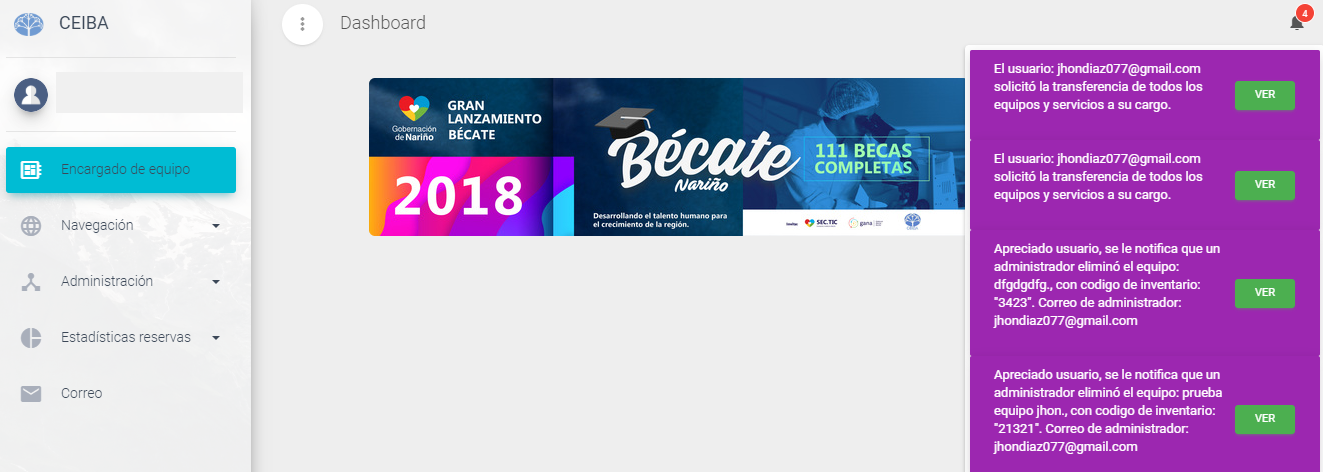 CEIBA
Dashboard
4
Encargado de equipo
Navegación
Administración
Estadísticas reservas
Correo
Gobernación
de Nariño
GRAN
LANZAMIENTO
BÉCATE
2018
Bécate
Nariño
111 BECAS
COMPLETAS
Desarrollando el talento humano para
el crecimiento de la región.
SEC.TIC
gana
El usuario: jhondiaz077@gmail.com
solicitó la transferencia de todos los
equipos y servicios a su cargo.
VER
El usuario: jhondiaz077@gmail.com
solicitó la transferencia de todos los
equipos y servicios a su cargo.
VER
Apreciado usuario, se le notifica que un
administrador eliminó el equipo:
dfgdgdfg., con codigo de inventario:
"3423". Correo de administrador:
jhondiaz077@gmail.com
VER
Apreciado usuario, se le notifica que un
administrador eliminó el equipo: prueba
equipo jhon., con codigo de inventario:
"21321". Correo de administrador:
jhondiaz077@gmail.com
VER